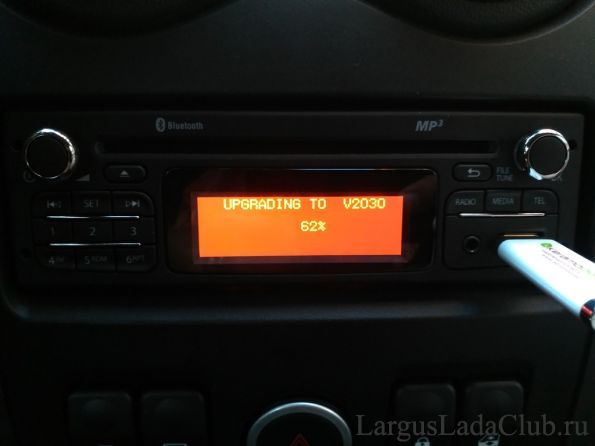 Bluetooth
MP3
FILE
TUNE
SET
RADIO MEDIA TEL
UPGRADING TO V2030
62%
1 2 3
4 5 6
LargusLadaClub.ru